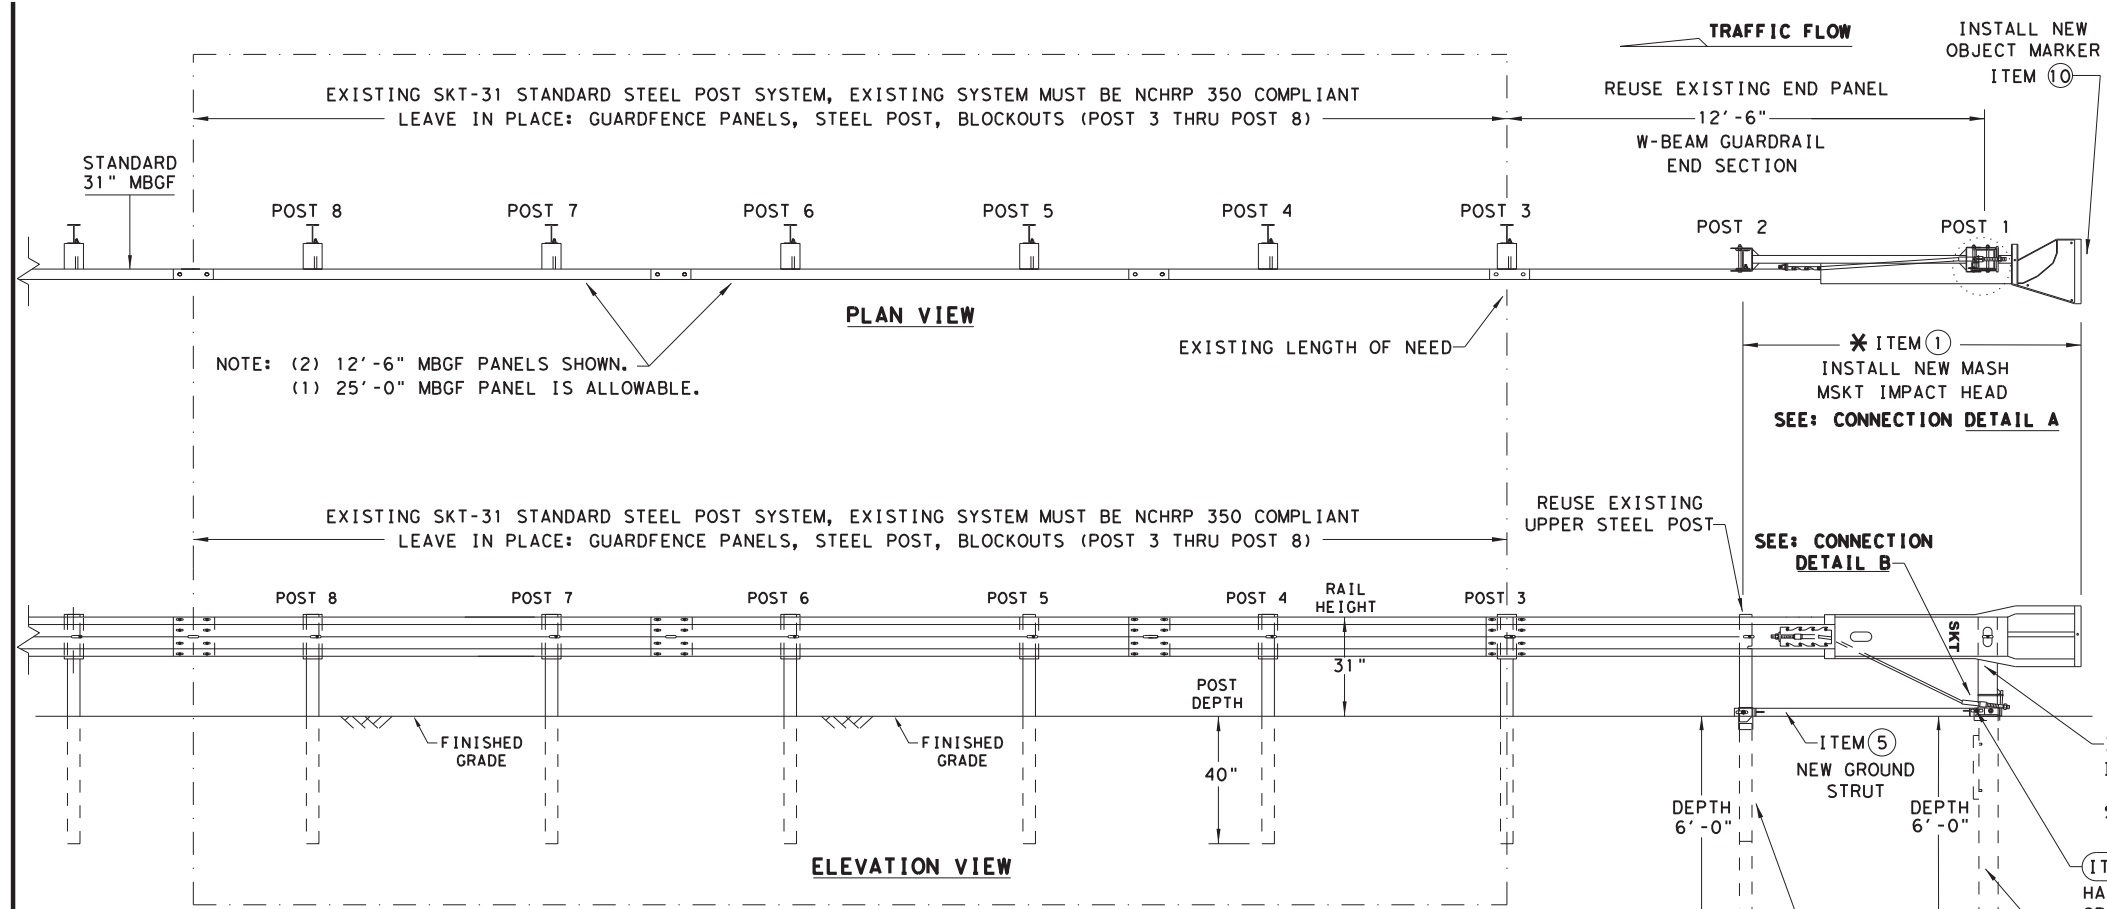 TRAFFIC FLOW
INSTALL NEW
OBJECT MARKER
ITEM 10
EXISTING SKT-31 STANDARD STEEL POST SYSTEM, EXISTING SYSTEM MUST BE NCHRP 350 COMPLIANT
LEAVE IN PLACE: GUARDFENCE PANELS, STEEL POST, BLOCKOUTS (POST 3 THRU POST 8)
REUSE EXISTING END PANEL
12'-6"
W-BEAM GUARDRAIL
END SECTION
STANDARD
31" MBGF
POST 8
POST 7
POST 6
POST 5
POST 4
POST 3
POST 2
POST 1
PLAN VIEW
NOTE: (2) 12'-6" MBGF PANELS SHOWN.
(1) 25'-0" MBGF PANEL IS ALLOWABLE.
EXISTING LENGTH OF NEED
* ITEM 1
INSTALL NEW MASH
MSKT IMPACT HEAD
SEE: CONNECTION DETAIL A
EXISTING SKT-31 STANDARD STEEL POST SYSTEM, EXISTING SYSTEM MUST BE NCHRP 350 COMPLIANT
LEAVE IN PLACE: GUARDFENCE PANELS, STEEL POST, BLOCKOUTS (POST 3 THRU POST 8)
REUSE EXISTING
UPPER STEEL POST
SEE: CONNECTION
DETAIL B
POST 8
POST 7
POST 6
POST 5
POST 4
RAIL
HEIGHT
POST 3
SKT
31"
POST
DEPTH
FINISHED
GRADE
FINISHED
GRADE
40"
ITEM 5
NEW GROUND
STRUT
DEPTH
6'-0"
DEPTH
6'-0"
ELEVATION VIEW